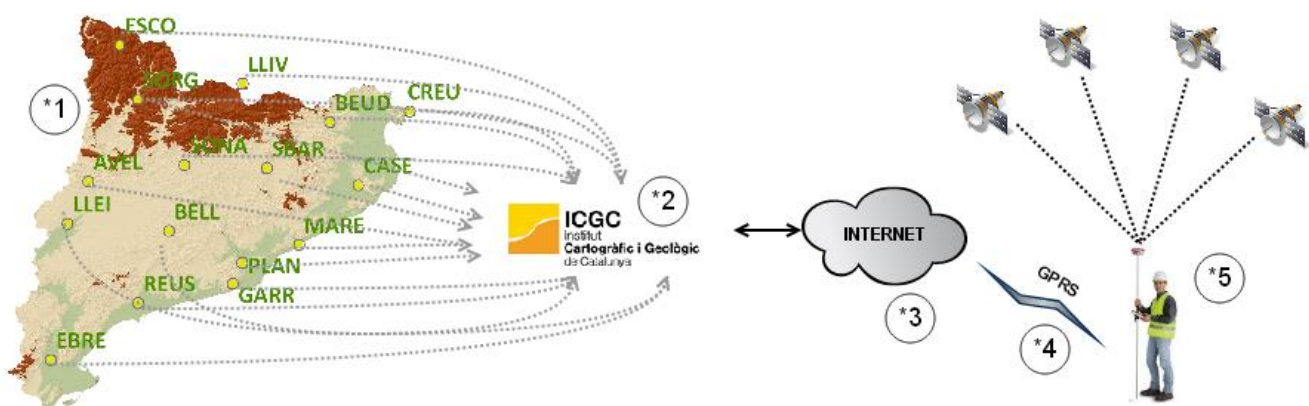 ESCO
LLIV
SORG
CREU
BEUD
*1
SONA
SBAR
AVEL
CASE
*2
LLEI
BELL
MARE
ICGC
Institut
Cartogràfic i Geològic
de Catalunya
INTERNET
PLAN
REUS
GARR
GPRS
*5
*3
*4
EBRE